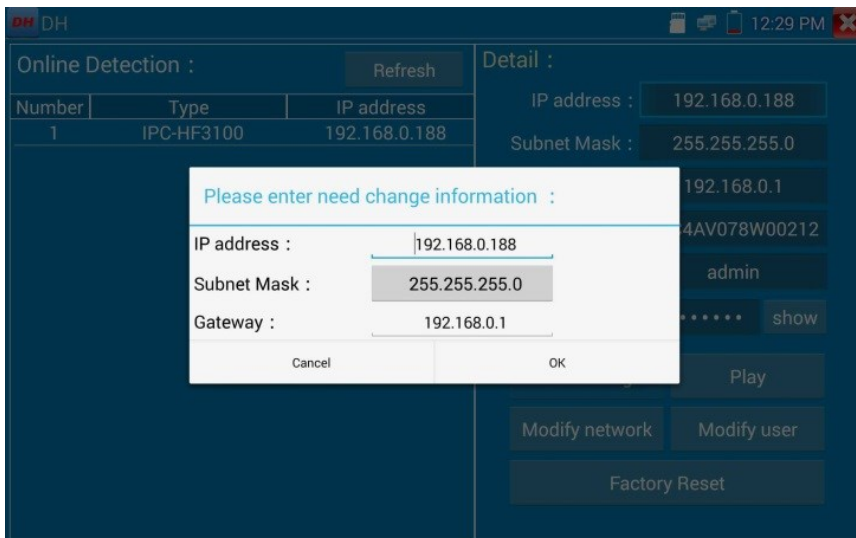 DH DH 12:29 PM
Online Detection : Refresh
Number Type IP address
1 IPC-HF3100 192.168.0.188
Detail :
IP address : 192.168.0.188
Subnet Mask : 255.255.255.0
192.168.0.1
4AV078W00212
admin
show
Play
Modify network Modify user
Factory Reset
Please enter need change information :
IP address : 192.168.0.188
Subnet Mask : 255.255.255.0
Gateway : 192.168.0.1
Cancel OK